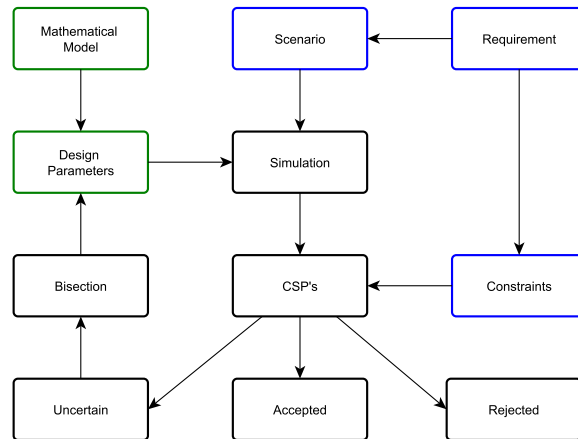 Mathematical
Model
Scenario
Requirement
Design
Parameters
Simulation
Bisection
CSP's
Constraints
Uncertain
Accepted
Rejected